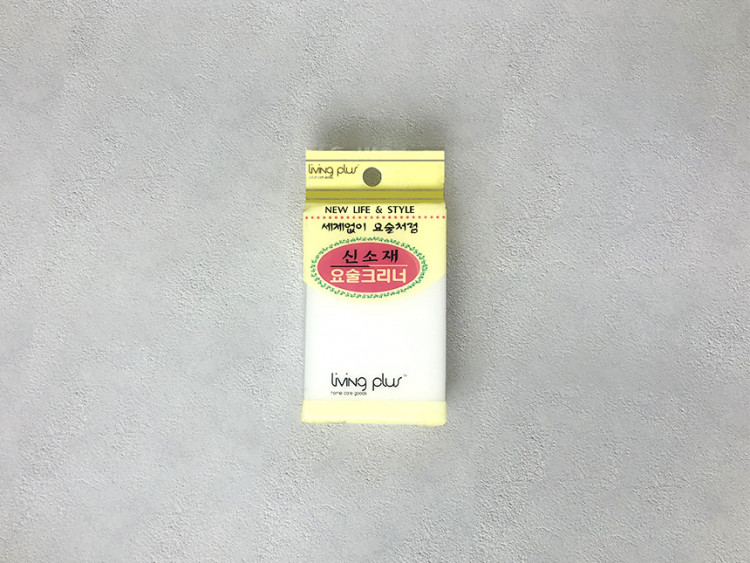 living plus
NEW LIFE & STYLE
세제없이 요술처럼
신소재
요술크리너
living plus
home care goods